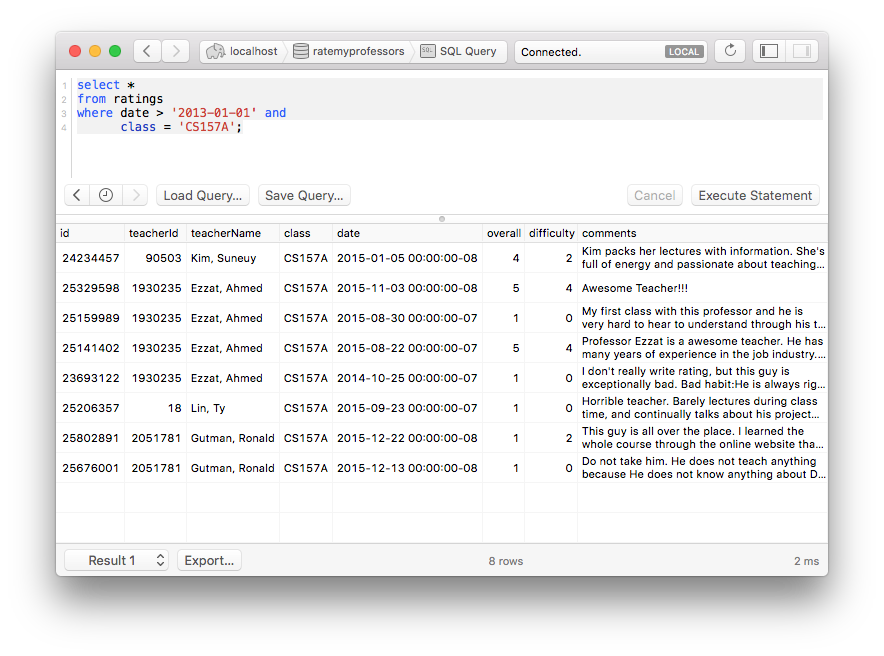 localhost ratemyprofessors SQL Query Connected. LOCAL
1 select *
2 from ratings
3 where date > '2013-01-01' and
4 class = 'CS157A';
Load Query... Save Query... Cancel Execute Statement
id teacherId teacherName class date overall difficulty comments
24234457 90503 Kim, Suneuy CS157A 2015-01-05 00:00:00-08 4 2 Kim packs her lectures with information. She's
full of energy and passionate about teaching...
25329598 1930235 Ezzat, Ahmed CS157A 2015-11-03 00:00:00-08 5 4 Awesome Teacher!!!
25159989 1930235 Ezzat, Ahmed CS157A 2015-08-30 00:00:00-07 1 0 My first class with this professor and he is
very hard to hear to understand through his t...
25141402 1930235 Ezzat, Ahmed CS157A 2015-08-22 00:00:00-07 5 4 Professor Ezzat is a awesome teacher. He has
many years of experience in the job industry....
23693122 1930235 Ezzat, Ahmed CS157A 2014-10-25 00:00:00-07 1 0 I don't really write rating, but this guy is
exceptionally bad. Bad habit:He is always rig...
25206357 18 Lin, Ty CS157A 2015-09-23 00:00:00-07 1 0 Horrible teacher. Barely lectures during class
time, and continually talks about his project...
25802891 2051781 Gutman, Ronald CS157A 2015-12-22 00:00:00-08 1 2 This guy is all over the place. I learned the
whole course through the online website tha...
25676001 2051781 Gutman, Ronald CS157A 2015-12-13 00:00:00-08 1 0 Do not take him. He does not teach anything
because He does not know anything about D...
Result 1 Export... 8 rows 2 ms